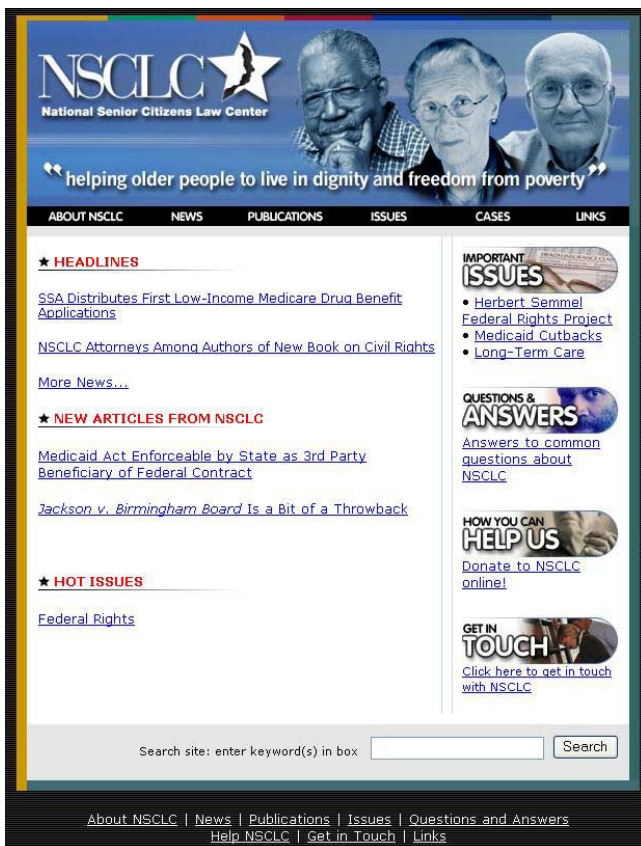 NSCLC
National Senior Citizens Law Center
“helping older people to live in dignity and freedom from poverty”
ABOUT NSCLC NEWS PUBLICATIONS ISSUES CASES LINKS
★ HEADLINES
SSA Distributes First Low-Income Medicare Drug Benefit
Applications
NSCLC Attorneys Among Authors of New Book on Civil Rights
More News...
★ NEW ARTICLES FROM NSCLC
Medicaid Act Enforceable by State as 3rd Party
Beneficiary of Federal Contract
Jackson v. Birmingham Board Is a Bit of a Throwback
★ HOT ISSUES
Federal Rights
IMPORTANT
ISSUES
• Herbert Semmel
Federal Rights Project
• Medicaid Cutbacks
• Long-Term Care
QUESTIONS &
ANSWERS
Answers to common
questions about
NSCLC
HOW YOU CAN
HELP US
Donate to NSCLC
online!
GET IN
TOUCH
Click here to get in touch
with NSCLC
Search site: enter keyword(s) in box Search
About NSCLC | News | Publications | Issues | Questions and Answers
Help NSCLC | Get in Touch | Links